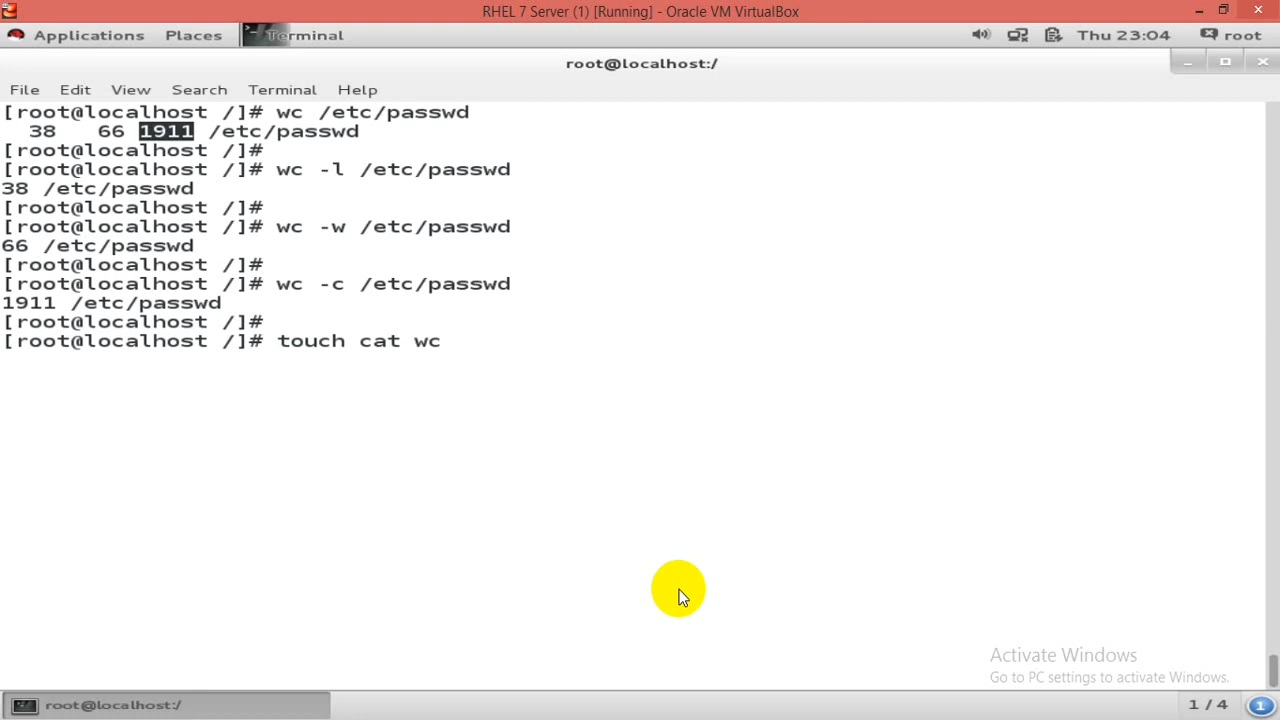 RHEL 7 Server (1) [Running] - Oracle VM VirtualBox
Applications Places Terminal Thu 23:04 root
root@localhost:/
File Edit View Search Terminal Help
[root@localhost /]# wc /etc/passwd
38 66 1911 /etc/passwd
[root@localhost /]#
[root@localhost /]# wc -l /etc/passwd
38 /etc/passwd
[root@localhost /]#
[root@localhost /]# wc -w /etc/passwd
66 /etc/passwd
[root@localhost /]#
[root@localhost /]# wc -c /etc/passwd
1911 /etc/passwd
[root@localhost /]#
[root@localhost /]# touch cat wc
Activate Windows
Go to PC settings to activate Windows.
root@localhost:/ 1 / 4 1